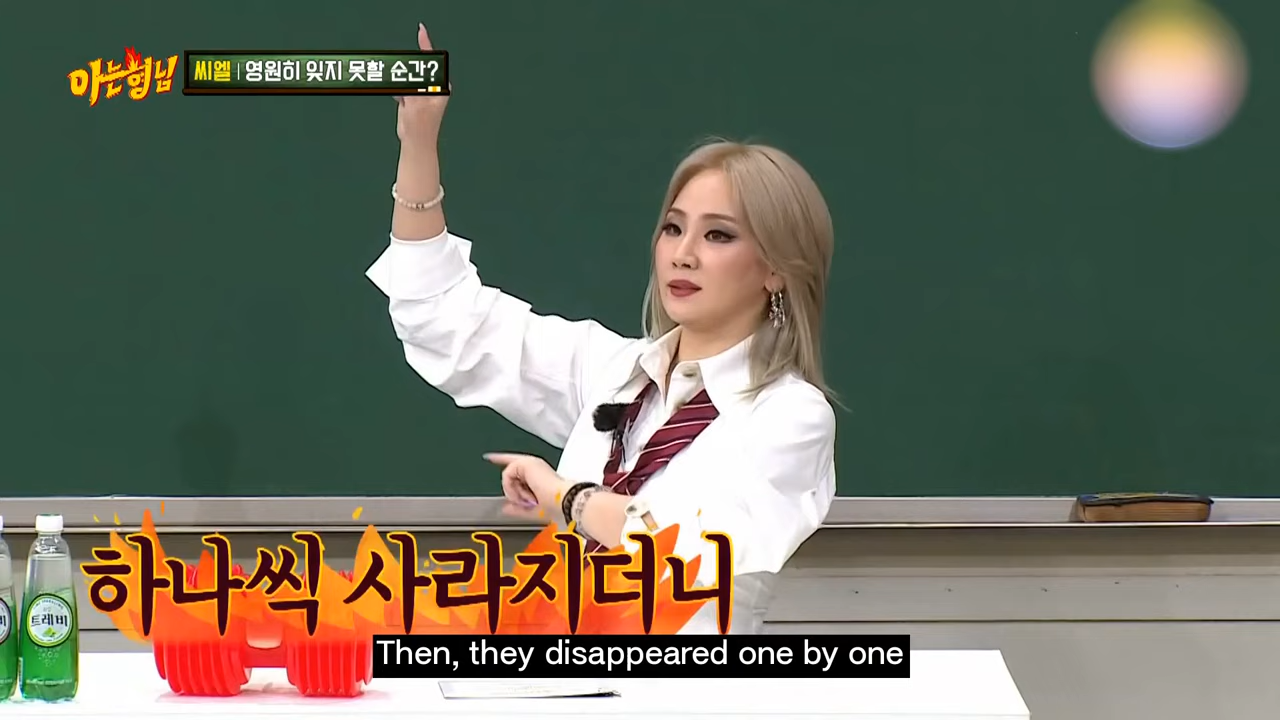 아는형님
씨엘 | 영원히 잊지 못할 순간?
하나씩 사라지더니
트레비
Then, they disappeared one by one